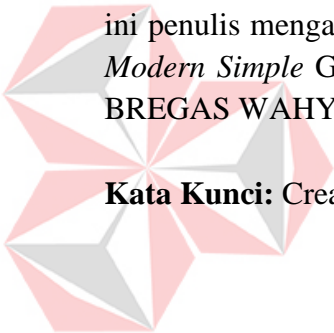 ini penulis menga
Modern Simple G
BREGAS WAHY
Kata Kunci: Crea